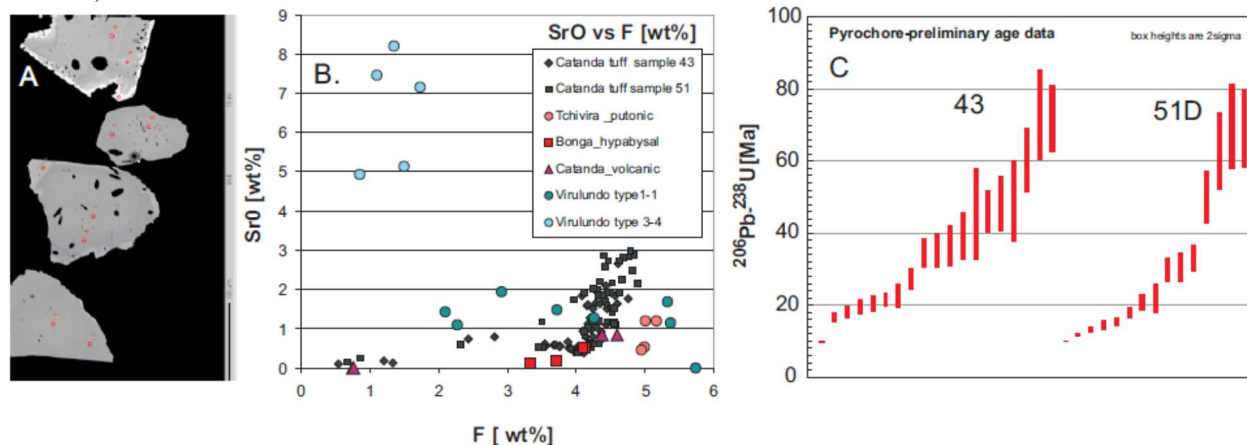 A
SrO vs F [wt%]
B.
Catanda tuff sample 43
Catanda tuff sample 51
Tchivira _putonic
Bonga_hypabysal
Catanda_volcanic
Virulundo type1-1
Virulundo type 3-4
Sr0 [wt%]
9
8
7
6
5
4
3
2
1
0
0 1 2 3 4 5 6
F [ wt%]
Pyrochore-preliminary age data
box heights are 2sigma
C
43
51D
206Pb-238U [Ma]
100
80
60
40
20
0